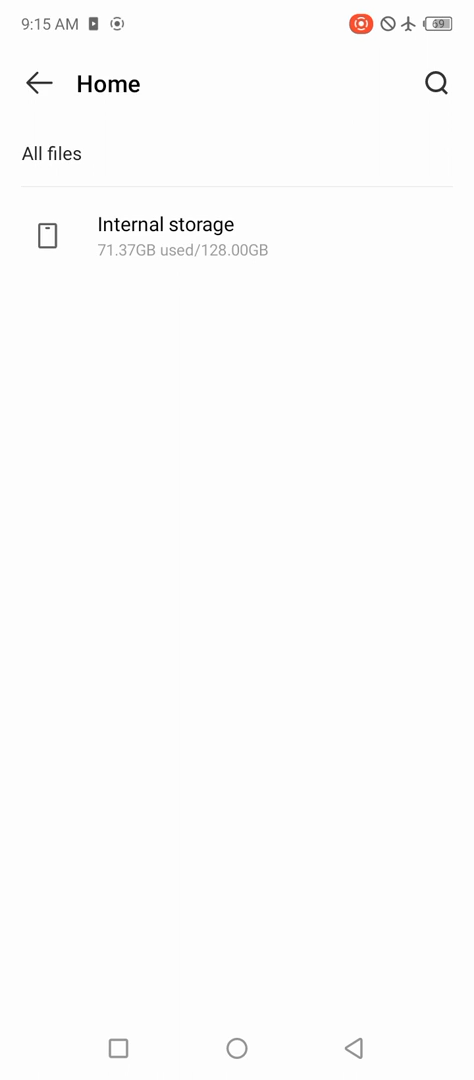 9:15 AM
69
Home
All files
Internal storage
71.37GB used/128.00GB